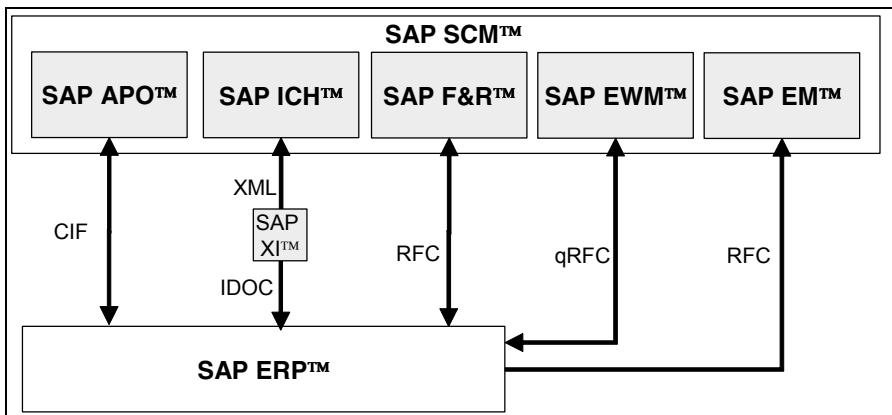 SAP SCM™
SAP APO™
SAP ICH™
SAP F&R™
SAP EWM™
SAP EM™
XML
SAP
XI™
CIF
RFC
qRFC
RFC
IDOC
SAP ERP™